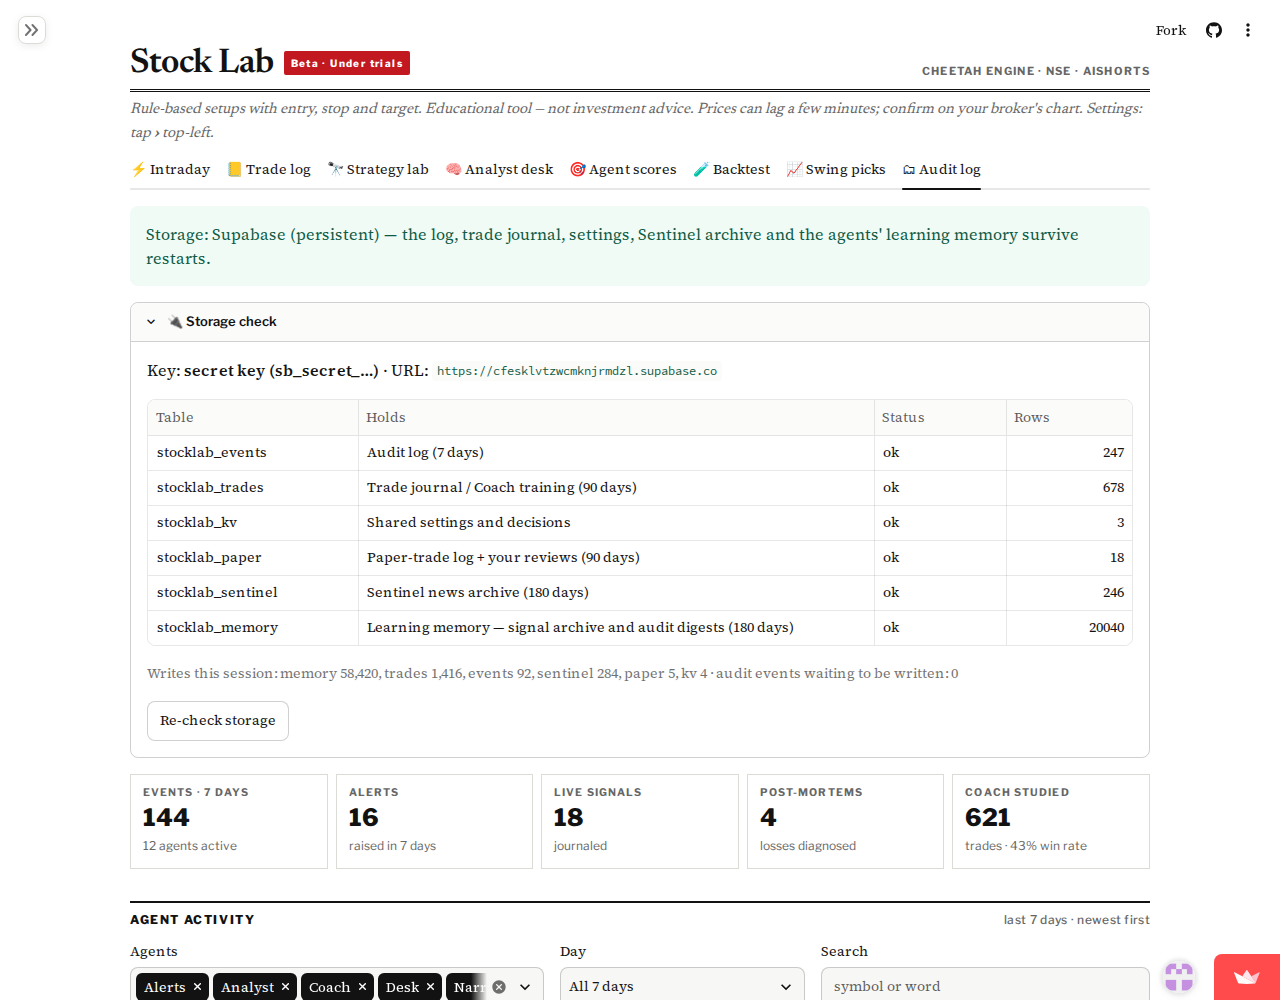 Fork
Stock Lab
Beta · Under trials
CHEETAH ENGINE · NSE · AISHORTS
Rule-based setups with entry, stop and target. Educational tool — not investment advice. Prices can lag a few minutes; confirm on your broker's chart. Settings:
tap › top-left.
⚡ Intraday
📒 Trade log
🔭 Strategy lab
🧠 Analyst desk
🎯 Agent scores
🧪 Backtest
📈 Swing picks
🗂 Audit log
Storage: Supabase (persistent) — the log, trade journal, settings, Sentinel archive and the agents' learning memory survive
restarts.
🔌 Storage check
Key: secret key (sb_secret_…) · URL: https://cfesklvtzwcmknjrmdzl.supabase.co
Table Holds Status Rows
stocklab_events Audit log (7 days) ok 247
stocklab_trades Trade journal / Coach training (90 days) ok 678
stocklab_kv Shared settings and decisions ok 3
stocklab_paper Paper-trade log + your reviews (90 days) ok 18
stocklab_sentinel Sentinel news archive (180 days) ok 246
stocklab_memory Learning memory — signal archive and audit digests (180 days) ok 20040
Writes this session: memory 58,420, trades 1,416, events 92, sentinel 284, paper 5, kv 4 · audit events waiting to be written: 0
Re-check storage
EVENTS · 7 DAYS
144
12 agents active
ALERTS
16
raised in 7 days
LIVE SIGNALS
18
journaled
POST-MORTEMS
4
losses diagnosed
COACH STUDIED
621
trades · 43% win rate
AGENT ACTIVITY
last 7 days · newest first
Agents
Day
Search
Alerts
Analyst
Coach
Desk
All 7 days
symbol or word